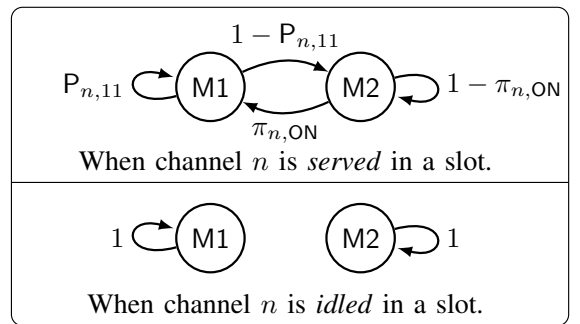 1 − P_{n,11}
P_{n,11} M1 M2 1 − π_{n,ON}
π_{n,ON}
When channel n is served in a slot.
1 M1 M2 1
When channel n is idled in a slot.